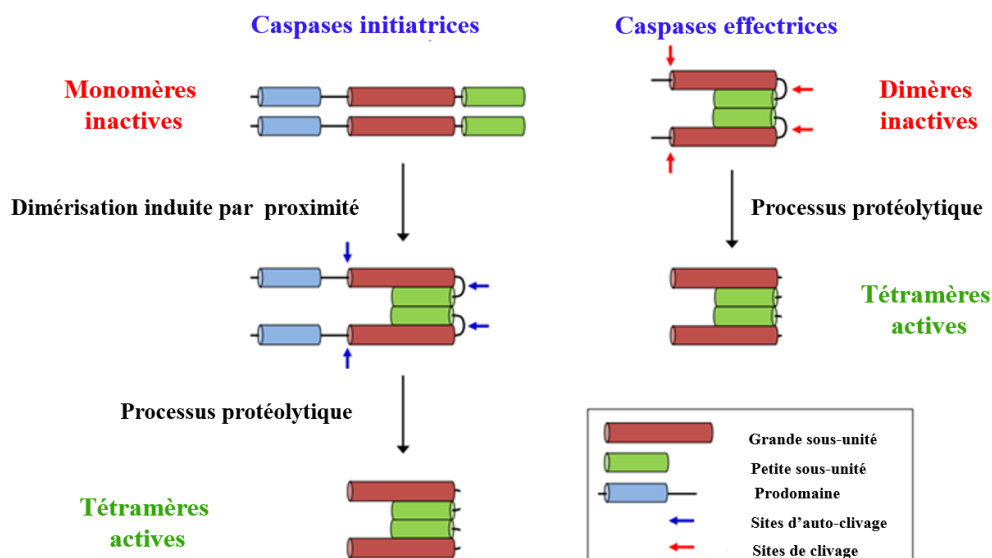 Caspases initiatrices
Caspases effectrices
Monomères
inactives
Dimères
inactives
Dimérisation induite par proximité
Processus protéolytique
Tétramères
actives
Processus protéolytique
Tétramères
actives
Grande sous-unité
Petite sous-unité
Prodomaine
Sites d'auto-clivage
Sites de clivage